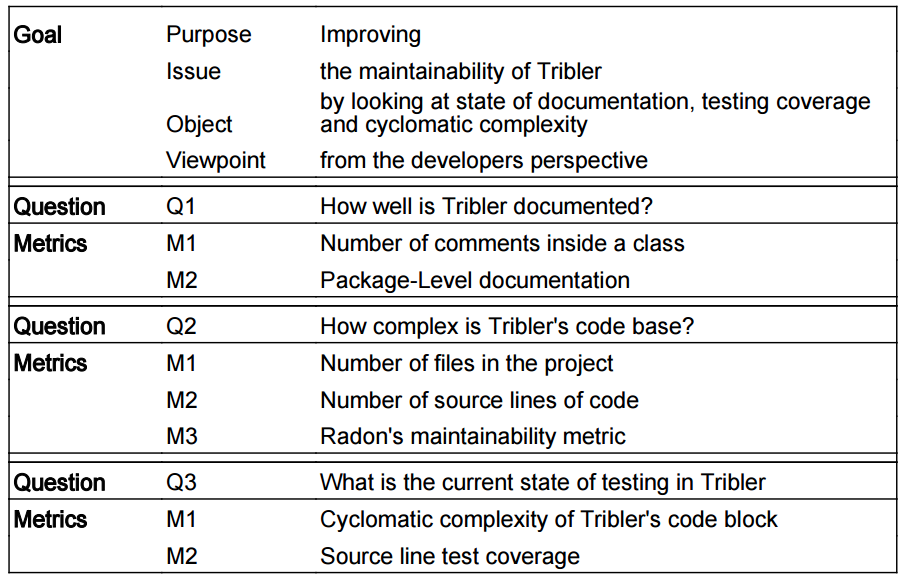 Goal Purpose Improving
Issue the maintainability of Tribler
by looking at state of documentation, testing coverage
Object and cyclomatic complexity
Viewpoint from the developers perspective
Question Q1 How well is Tribler documented?
Metrics M1 Number of comments inside a class
M2 Package-Level documentation
Question Q2 How complex is Tribler's code base?
Metrics M1 Number of files in the project
M2 Number of source lines of code
M3 Radon's maintainability metric
Question Q3 What is the current state of testing in Tribler
Metrics M1 Cyclomatic complexity of Tribler's code block
M2 Source line test coverage